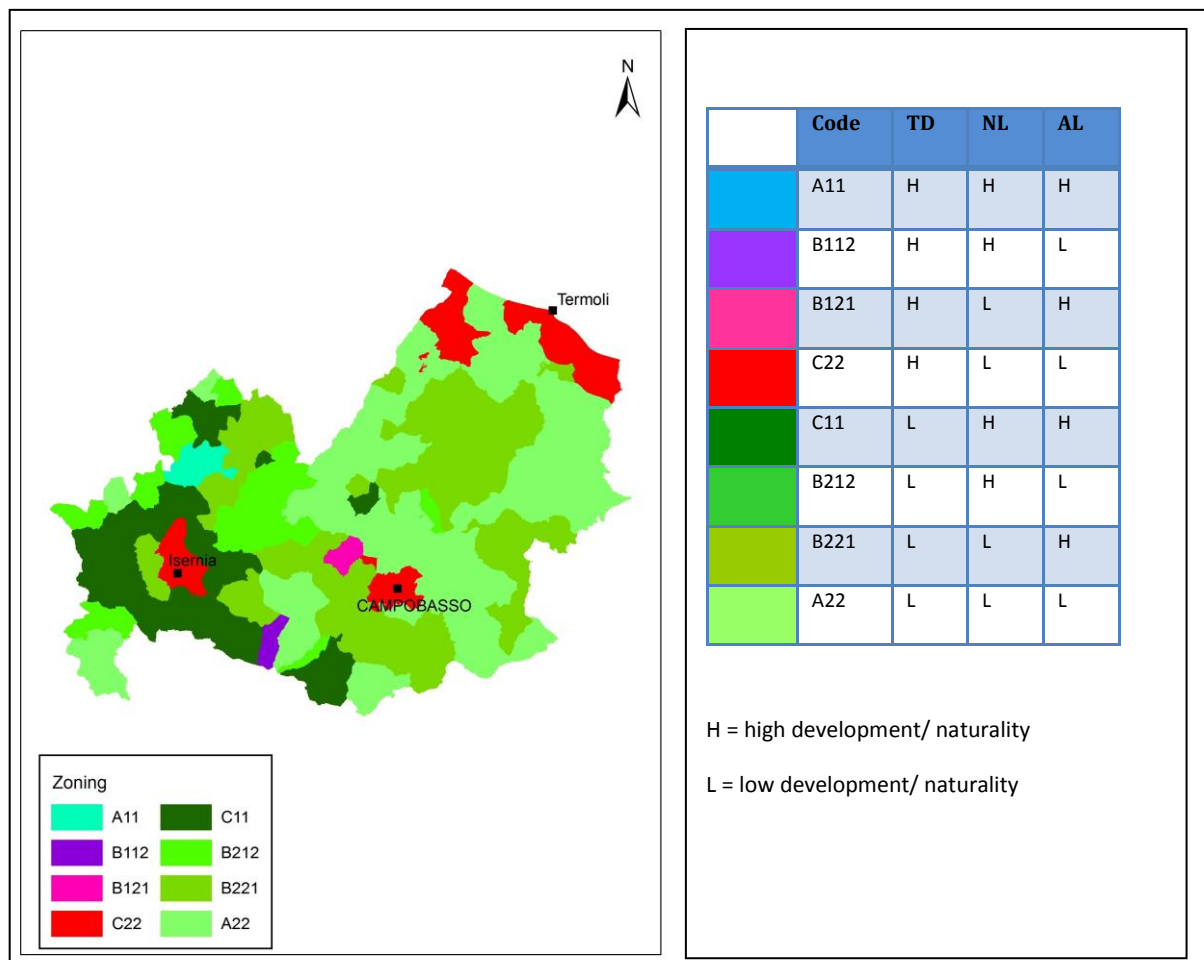 N
Termoli
Isernia
CAMPOBASSO
Zoning
A11 C11
B112 B212
B121 B221
C22 A22
Code TD NL AL
A11 H H H
B112 H H L
B121 H L H
C22 H L L
C11 L H H
B212 L H L
B221 L L H
A22 L L L
H = high development/ naturality
L = low development/ naturality